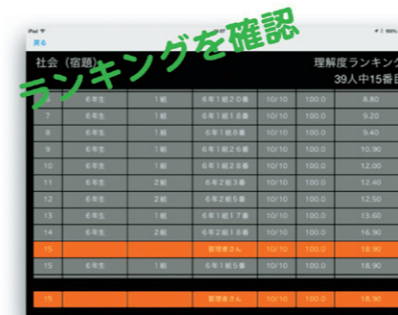 iPad
100%
戻る
ランキングを確認
社会（宿題） 理解度ランキング
39人中15番目
6年生 1組 6年1組20番 10/10 100.0 8.80
7 6年生 1組 6年1組16番 10/10 100.0 9.20
8 6年生 1組 6年1組8番 10/10 100.0 9.40
9 6年生 1組 6年1組26番 10/10 100.0 10.90
10 6年生 1組 6年1組28番 10/10 100.0 12.00
11 6年生 2組 6年2組3番 10/10 100.0 12.40
12 6年生 2組 6年2組5番 10/10 100.0 12.50
13 6年生 1組 6年1組17番 10/10 100.0 13.60
14 6年生 2組 6年2組18番 10/10 100.0 16.90
15 管理者さん 10/10 100.0 18.90
15 6年生 1組 6年1組5番 10/10 100.0 18.90
15 管理者さん 10/10 100.0 18.90